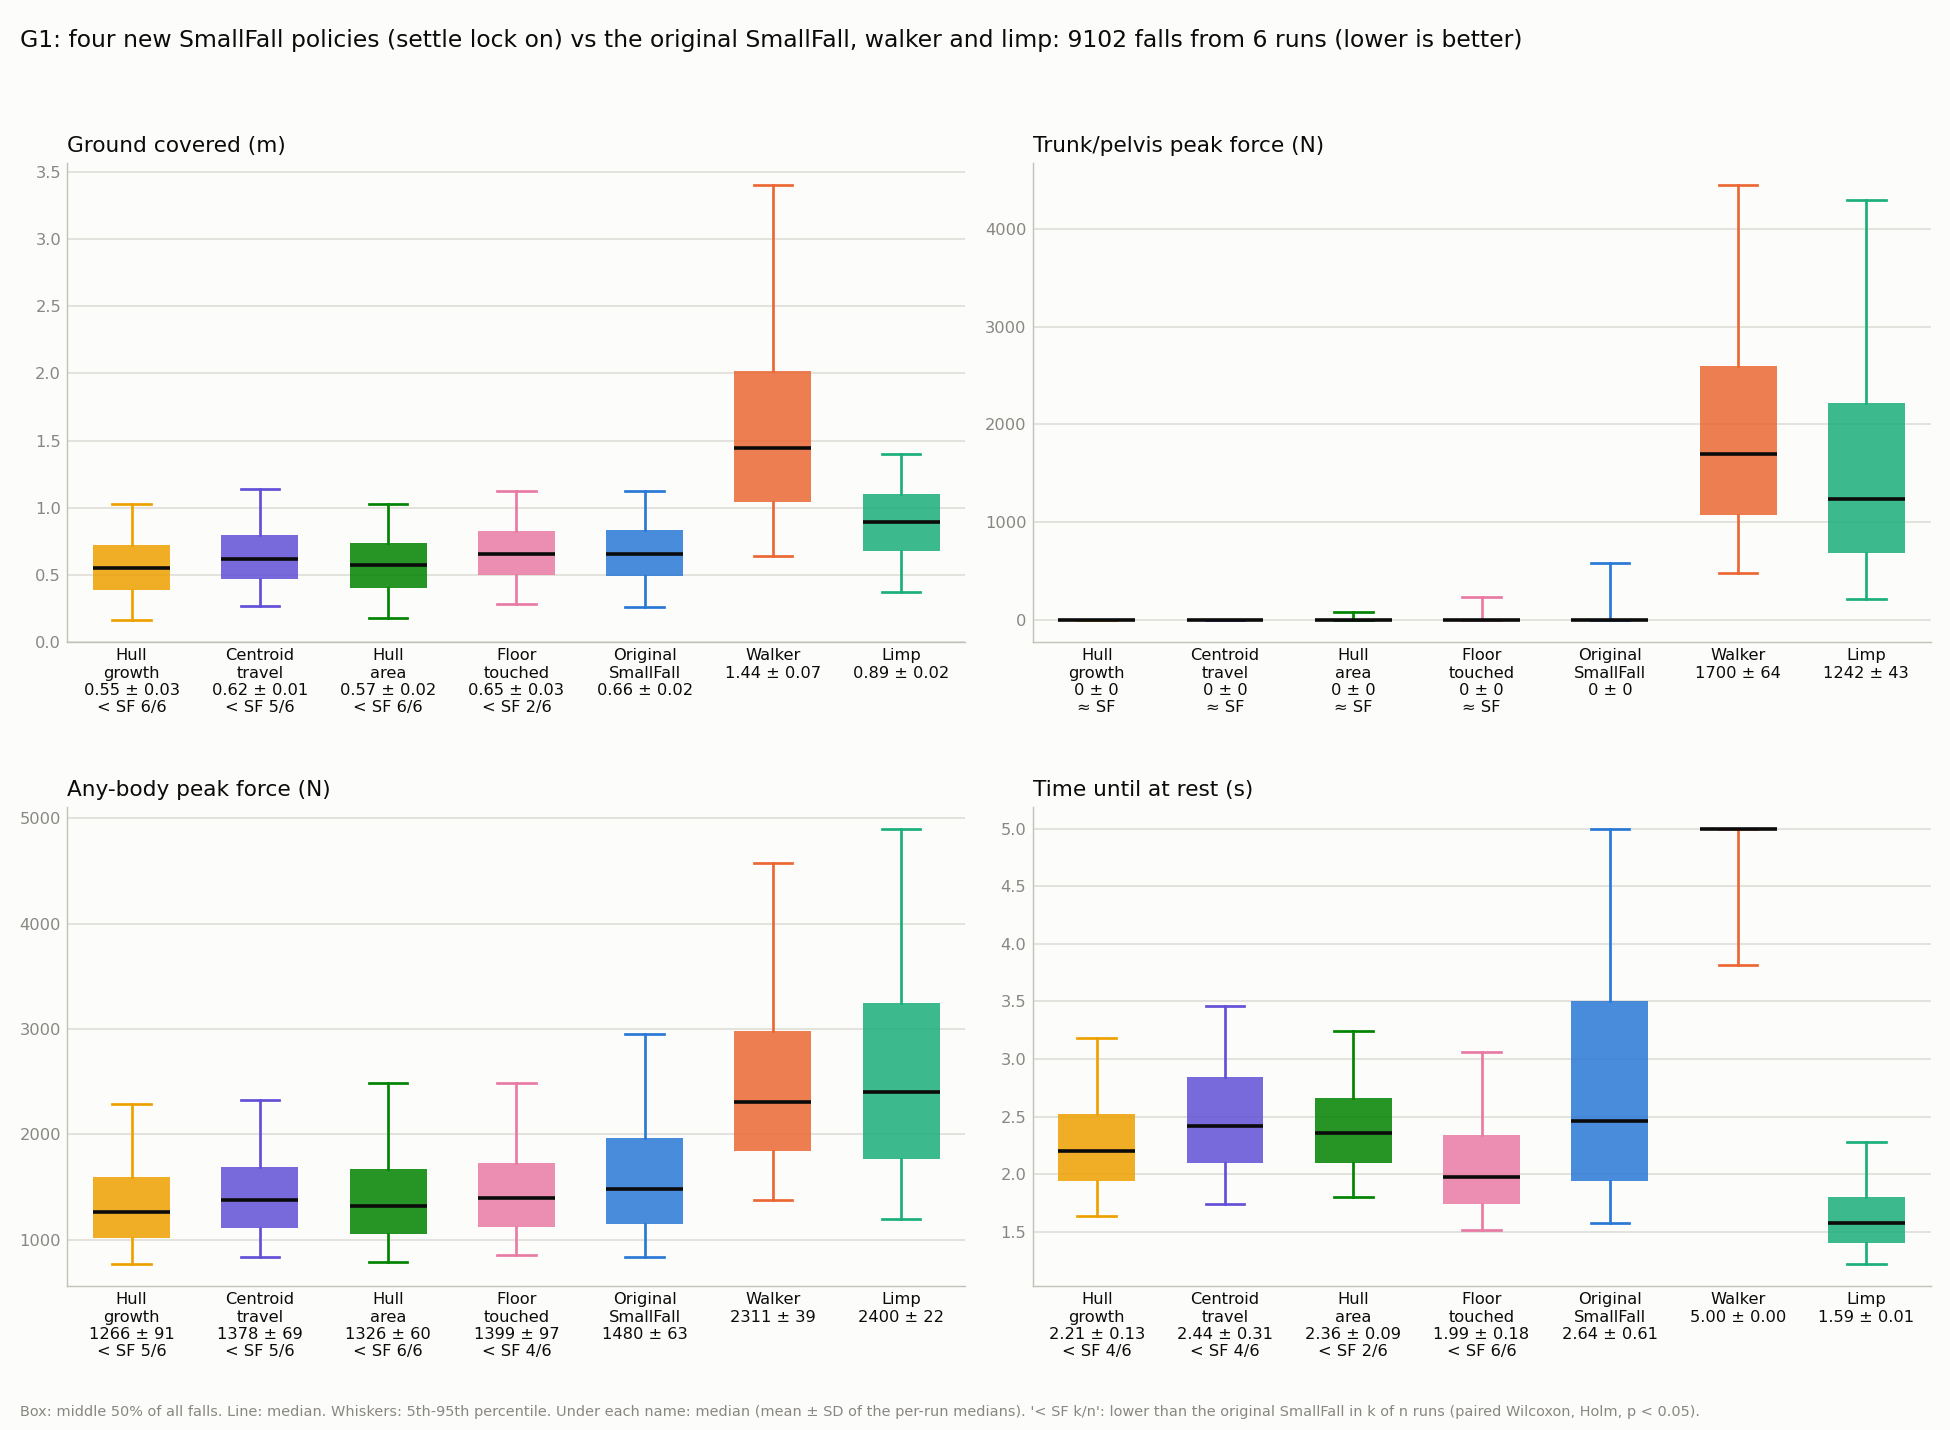 G1: four new SmallFall policies (settle lock on) vs the original SmallFall, walker and limp: 9102 falls from 6 runs (lower is better)
Ground covered (m)
3.5
3.0
2.5
2.0
1.5
1.0
0.5
0.0
Hull Centroid Hull Floor Original Walker Limp
growth travel area touched SmallFall 1.44 ± 0.07 0.89 ± 0.02
0.55 ± 0.03 0.62 ± 0.01 0.57 ± 0.02 0.65 ± 0.03 0.66 ± 0.02
< SF 6/6 < SF 5/6 < SF 6/6 < SF 2/6
Trunk/pelvis peak force (N)
4000
3000
2000
1000
0
Hull Centroid Hull Floor Original Walker Limp
growth travel area touched SmallFall 1700 ± 64 1242 ± 43
0 ± 0 0 ± 0 0 ± 0 0 ± 0 0 ± 0
≈ SF ≈ SF ≈ SF ≈ SF
Any-body peak force (N)
5000
4000
3000
2000
1000
Hull Centroid Hull Floor Original Walker Limp
growth travel area touched SmallFall 2311 ± 39 2400 ± 22
1266 ± 91 1378 ± 69 1326 ± 60 1399 ± 97 1480 ± 63
< SF 5/6 < SF 5/6 < SF 6/6 < SF 4/6
Time until at rest (s)
5.0
4.5
4.0
3.5
3.0
2.5
2.0
1.5
Hull Centroid Hull Floor Original Walker Limp
growth travel area touched SmallFall 5.00 ± 0.00 1.59 ± 0.01
2.21 ± 0.13 2.44 ± 0.31 2.36 ± 0.09 1.99 ± 0.18 2.64 ± 0.61
< SF 4/6 < SF 4/6 < SF 2/6 < SF 6/6
Box: middle 50% of all falls. Line: median. Whiskers: 5th-95th percentile. Under each name: median (mean ± SD of the per-run medians). '< SF k/n': lower than the original SmallFall in k of n runs (paired Wilcoxon, Holm, p < 0.05).